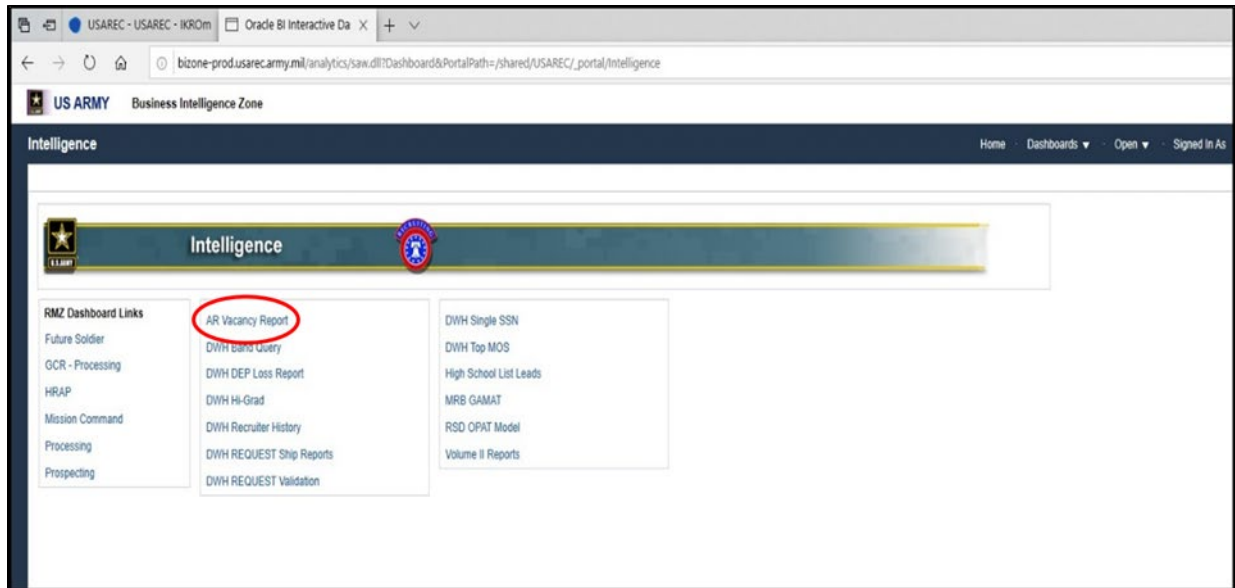 USAREC - USAREC - IKROm
Oracle BI Interactive Da
bizone-prod.usarec.army.mil/analytics/saw.dll?Dashboard&PortalPath=/shared/USAREC/_portal/Intelligence
US ARMY Business Intelligence Zone
Intelligence Home Dashboards Open Signed In As
U.S. ARMY
Intelligence
RMZ Dashboard Links
Future Soldier
GCR - Processing
HRAP
Mission Command
Processing
Prospecting
AR Vacancy Report
DWH Band Query
DWH DEP Loss Report
DWH Hi-Grad
DWH Recruiter History
DWH REQUEST Ship Reports
DWH REQUEST Validation
DWH Single SSN
DWH Top MOS
High School List Leads
MRB GAMAT
RSD OPAT Model
Volume II Reports